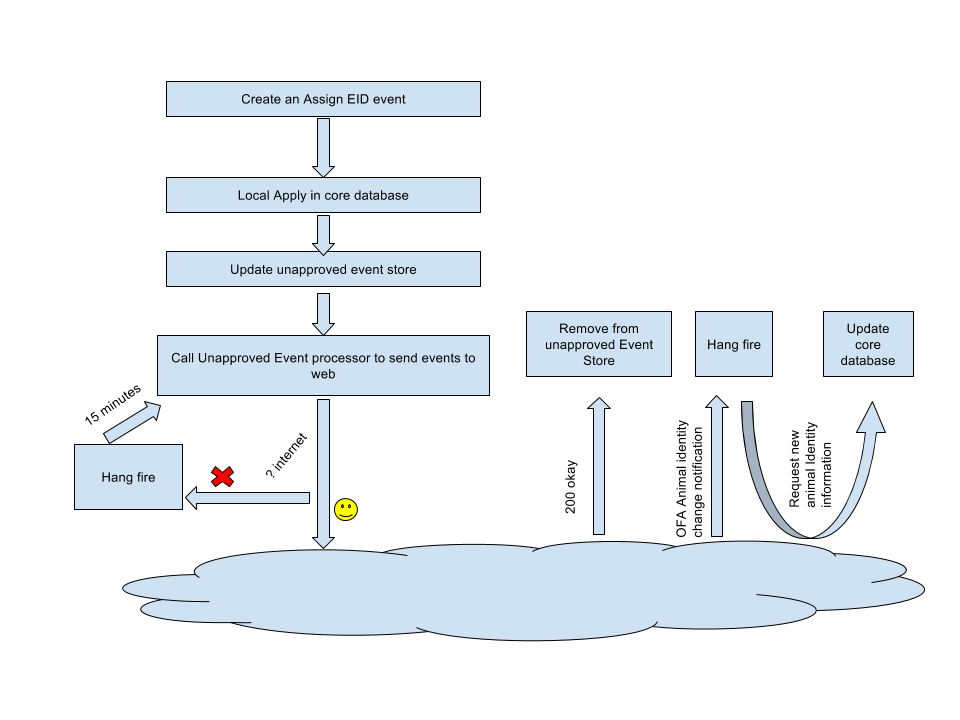 Create an Assign EID event
Local Apply in core database
Update unapproved event store
Call Unapproved Event processor to send events to
web
15 minutes
Hang fire
? internet
Remove from
unapproved Event
Store
200 okay
Hang fire
OFA Animal identity
change notification
Update
core
database
Request new
animal Identity
information